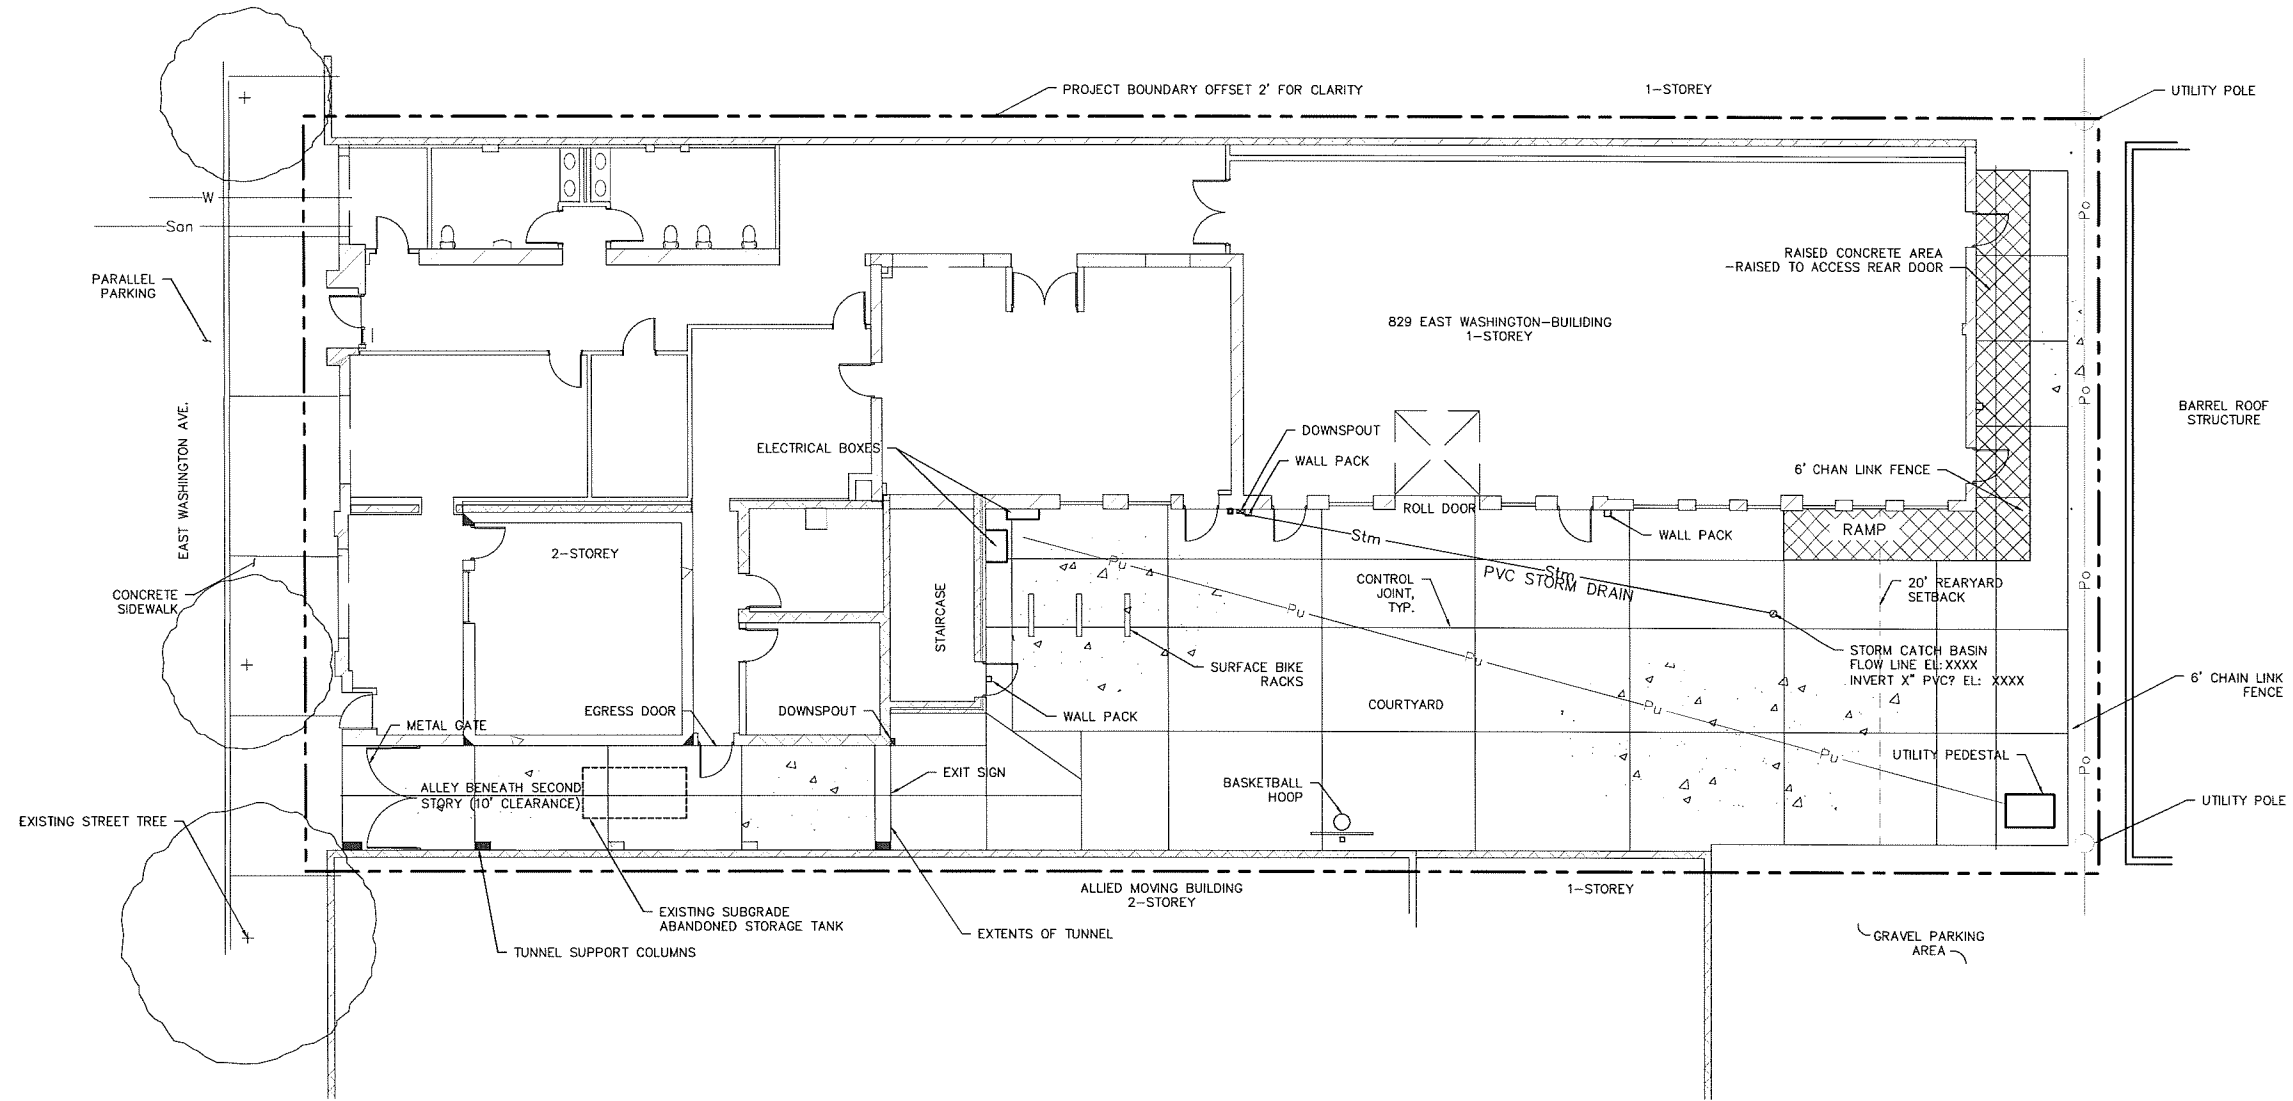 PROJECT BOUNDARY OFFSET 2' FOR CLARITY
1-STOREY
UTILITY POLE
W
San
Po
PARALLEL
PARKING
RAISED CONCRETE AREA
-RAISED TO ACCESS REAR DOOR
829 EAST WASHINGTON-BUILIDING
1-STOREY
Po
BARREL ROOF
STRUCTURE
EAST WASHINGTON AVE.
ELECTRICAL BOXES
DOWNSPOUT
WALL PACK
6' CHAN LINK FENCE
ROLL DOOR
RAMP
Stm
WALL PACK
2-STOREY
Pu
Stm
PVC STORM DRAIN
CONTROL
JOINT,
TYP.
20' REARYARD
SETBACK
Po
CONCRETE
SIDEWALK
STAIRCASE
Pu
SURFACE BIKE
RACKS
Pu
STORM CATCH BASIN
FLOW LINE EL:XXXX
INVERT X" PVC? EL: XXXX
6' CHAIN LINK
FENCE
METAL GATE
EGRESS DOOR
DOWNSPOUT
WALL PACK
COURTYARD
Pu
Pu
UTILITY PEDESTAL
Po
EXIT SIGN
ALLEY BENEATH SECOND
STORY (10' CLEARANCE)
BASKETBALL
HOOP
UTILITY POLE
EXISTING STREET TREE
ALLIED MOVING BUILDING
2-STOREY
1-STOREY
EXISTING SUBGRADE
ABANDONED STORAGE TANK
EXTENTS OF TUNNEL
TUNNEL SUPPORT COLUMNS
GRAVEL PARKING
AREA